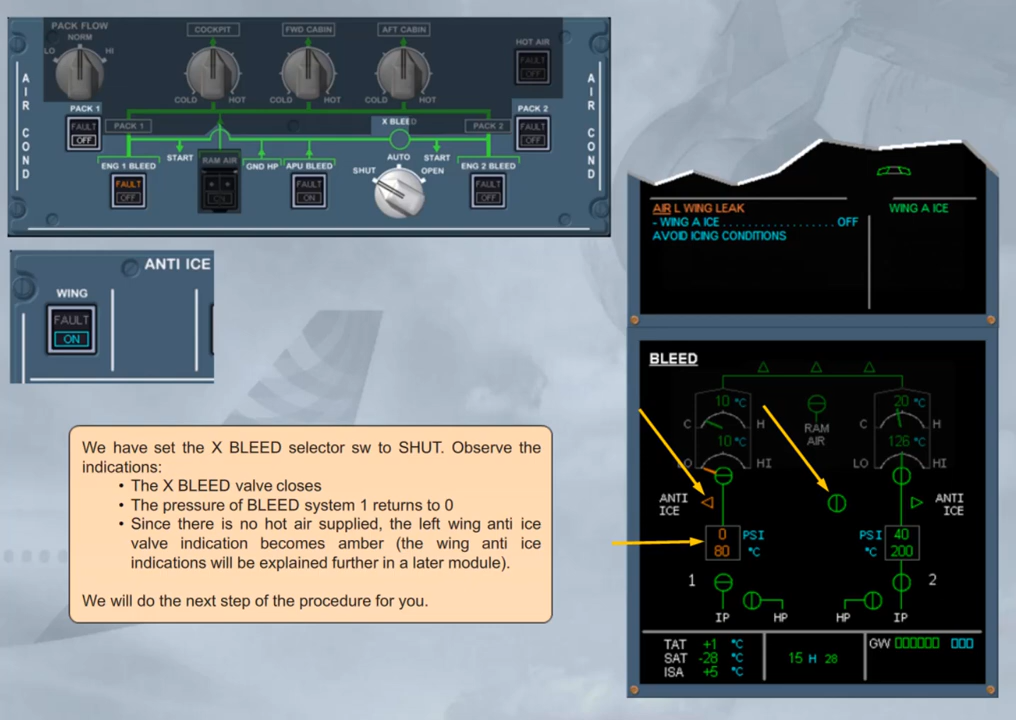 PACK FLOW
NORM
LO
HI
COCKPIT
FWD CABIN
AFT CABIN
HOT AIR
FAULT
OFF
COLD HOT
COLD HOT
COLD HOT
AIR COND
AIR COND
PACK 1
FAULT
OFF
PACK 1
X BLEED
PACK 2
PACK 2
FAULT
OFF
START
RAM AIR
ON
GND HP
APU BLEED
AUTO
SHUT
OPEN
START
ENG 1 BLEED
FAULT
OFF
FAULT
ON
ENG 2 BLEED
FAULT
OFF
ANTI ICE
WING
FAULT
ON
We have set the X BLEED selector sw to SHUT. Observe the
indications:
• The X BLEED valve closes
• The pressure of BLEED system 1 returns to 0
• Since there is no hot air supplied, the left wing anti ice
valve indication becomes amber (the wing anti ice
indications will be explained further in a later module).
We will do the next step of the procedure for you.
AIR L WING LEAK
WING A ICE
- WING A ICE . . . . . . . . . . . . . . . . . OFF
AVOID ICING CONDITIONS
BLEED
10 °C
20 °C
C H
RAM
AIR
C H
10 °C
126 °C
LO HI
LO HI
ANTI
ICE
ANTI
ICE
0 PSI
80 °C
PSI 40
°C 200
1
2
IP HP
HP IP
TAT +1 °C
SAT -28 °C
ISA +5 °C
15 H 28
GW